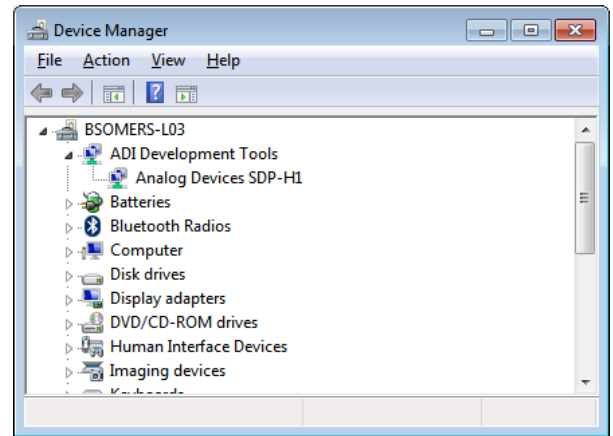 Device Manager
File Action View Help
BSOMERS-L03
ADI Development Tools
Analog Devices SDP-H1
Batteries
Bluetooth Radios
Computer
Disk drives
Display adapters
DVD/CD-ROM drives
Human Interface Devices
Imaging devices
Keyboards